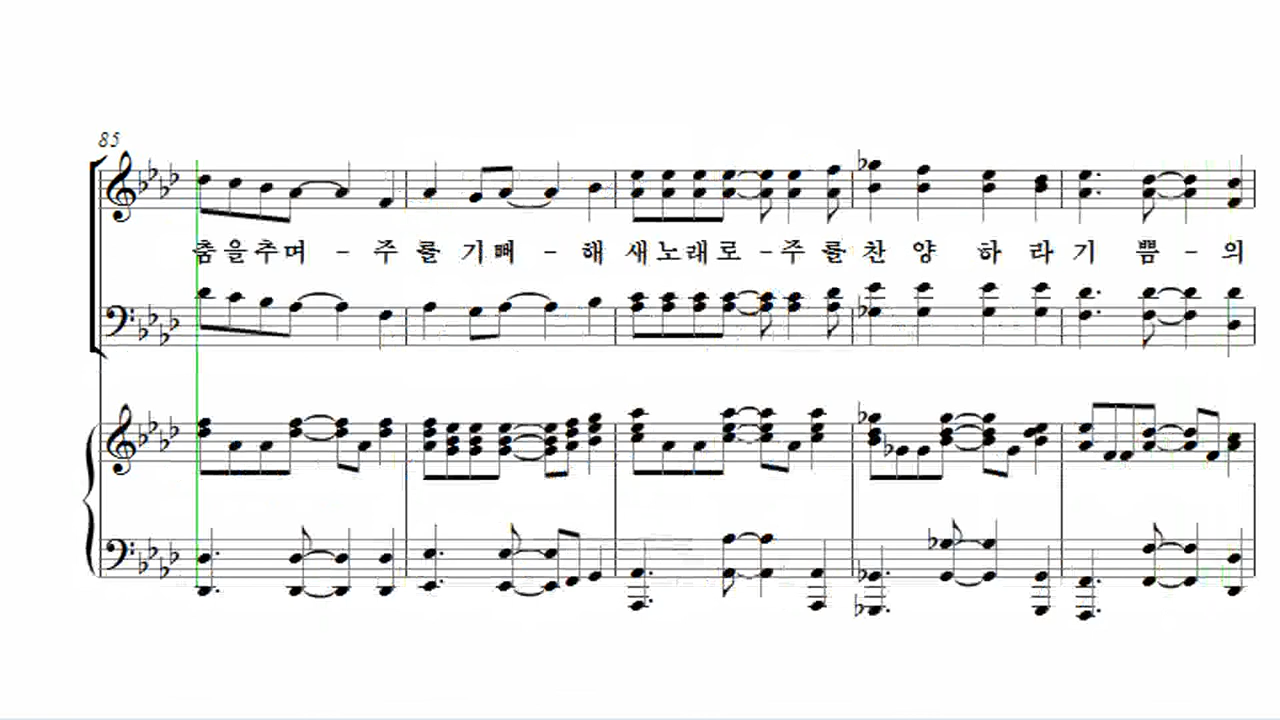 85
춤을추며 - 주 를 기뻐 - 해 새노래로 - 주 를 찬 양 하 라 기 쁨 - 의